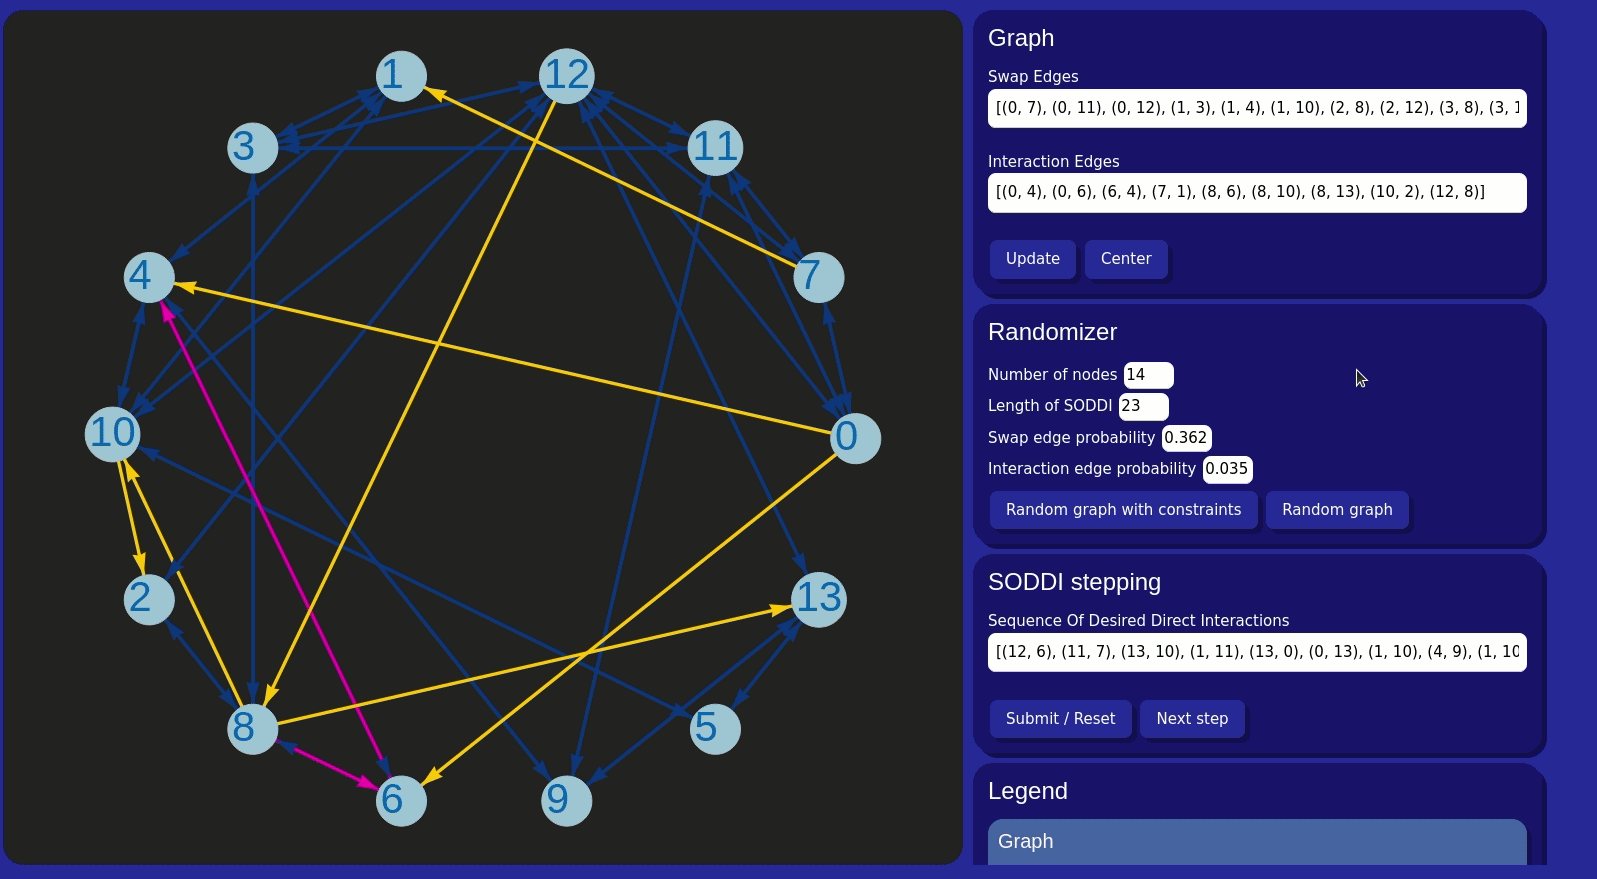 1
12
3
11
4
7
10
0
2
13
8
5
6
9
Graph
Swap Edges
[(0, 7), (0, 11), (0, 12), (1, 3), (1, 4), (1, 10), (2, 8), (2, 12), (3, 8), (3, 1
Interaction Edges
[(0, 4), (0, 6), (6, 4), (7, 1), (8, 6), (8, 10), (8, 13), (10, 2), (12, 8)]
Update Center
Randomizer
Number of nodes 14
Length of SODDI 23
Swap edge probability 0.362
Interaction edge probability 0.035
Random graph with constraints Random graph
SODDI stepping
Sequence Of Desired Direct Interactions
[(12, 6), (11, 7), (13, 10), (1, 11), (13, 0), (0, 13), (1, 10), (4, 9), (1, 10
Submit / Reset Next step
Legend
Graph